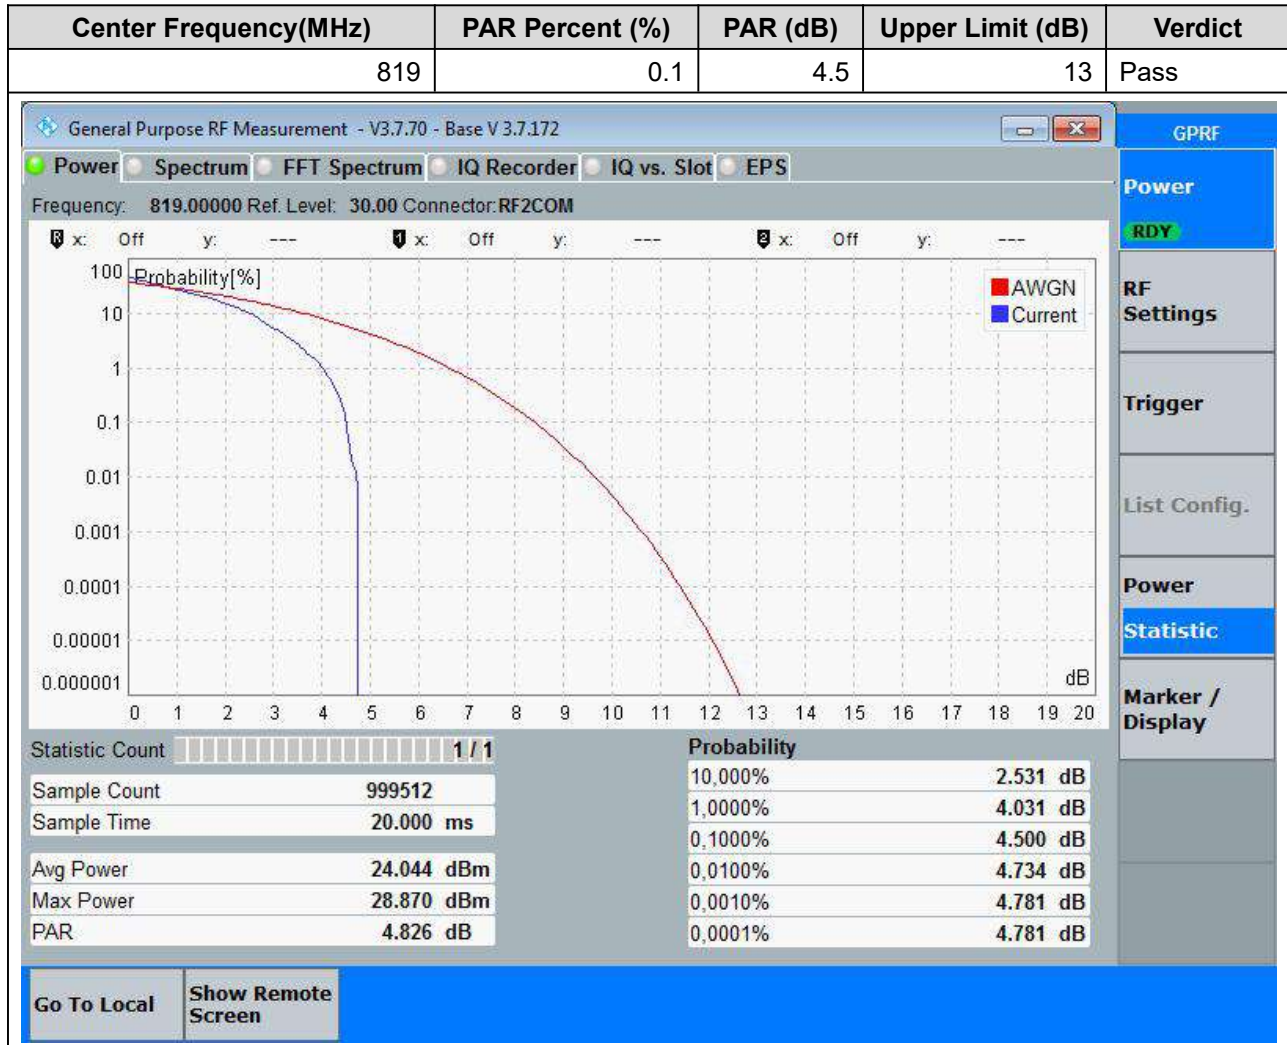 Center Frequency(MHz) PAR Percent (%) PAR (dB) Upper Limit (dB) Verdict
819 0.1 4.5 13 Pass
General Purpose RF Measurement - V3.7.70 - Base V 3.7.172
GPRF
Power Spectrum FFT Spectrum IQ Recorder IQ vs. Slot EPS
Frequency: 819.00000 Ref. Level: 30.00 Connector:RF2COM
R x: Off y: --- 1 x: Off y: --- 2 x: Off y: ---
Probability[%]
100
10
1
0.1
0.01
0.001
0.0001
0.00001
0.000001
AWGN
Current
dB
0 1 2 3 4 5 6 7 8 9 10 11 12 13 14 15 16 17 18 19 20
Statistic Count 1 / 1
Sample Count 999512
Sample Time 20.000 ms
Avg Power 24.044 dBm
Max Power 28.870 dBm
PAR 4.826 dB
Probability
10,000% 2.531 dB
1,0000% 4.031 dB
0,1000% 4.500 dB
0,0100% 4.734 dB
0,0010% 4.781 dB
0,0001% 4.781 dB
Power
RDY
RF
Settings
Trigger
List Config.
Power
Statistic
Marker /
Display
Go To Local
Show Remote
Screen